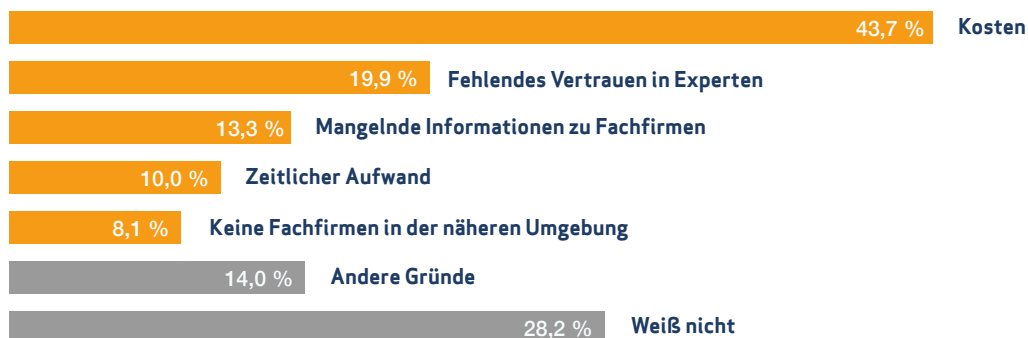 43,7 % Kosten
19,9 % Fehlendes Vertrauen in Experten
13,3 % Mangelnde Informationen zu Fachfirmen
10,0 % Zeitlicher Aufwand
8,1 % Keine Fachfirmen in der näheren Umgebung
14,0 % Andere Gründe
28,2 % Weiß nicht